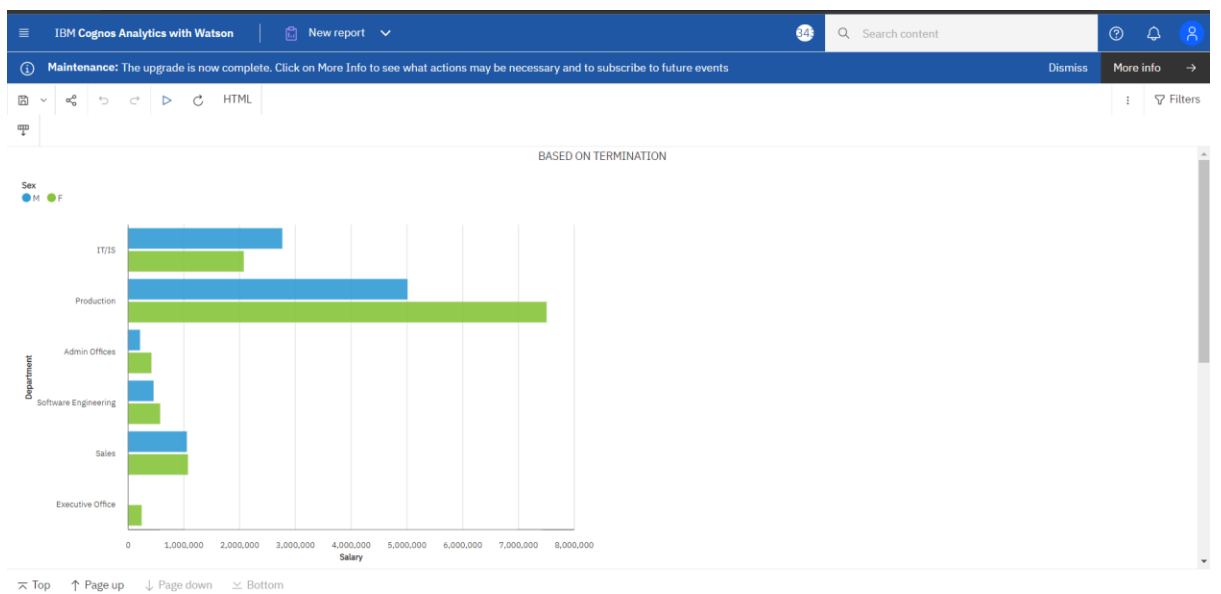 IBM Cognos Analytics with Watson New report Search content
Maintenance: The upgrade is now complete. Click on More Info to see what actions may be necessary and to subscribe to future events Dismiss More info
HTML Filters
BASED ON TERMINATION
Sex
M F
IT/IS
Production
Admin Offices
Software Engineering
Sales
Executive Office
Department
0 1,000,000 2,000,000 3,000,000 4,000,000 5,000,000 6,000,000 7,000,000 8,000,000
Salary
Top Page up Page down Bottom